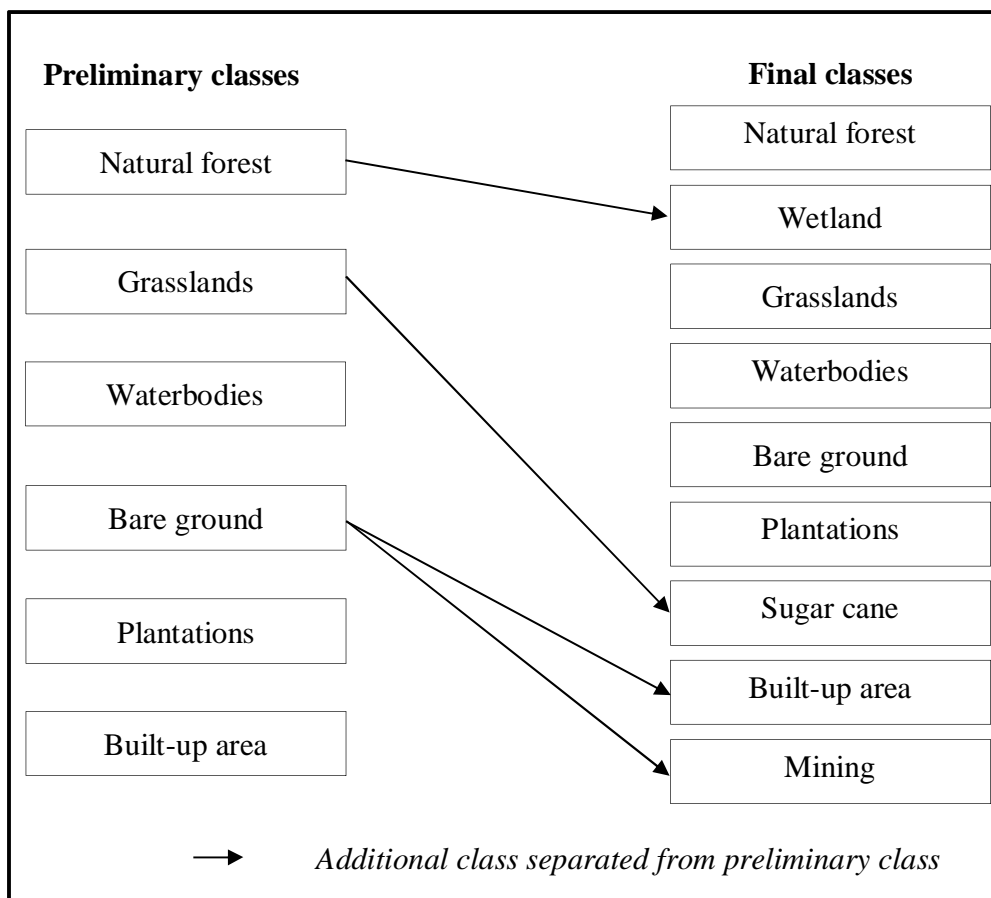 Preliminary classes
Natural forest
Grasslands
Waterbodies
Bare ground
Plantations
Built-up area
Final classes
Natural forest
Wetland
Grasslands
Waterbodies
Bare ground
Plantations
Sugar cane
Built-up area
Mining
Additional class separated from preliminary class